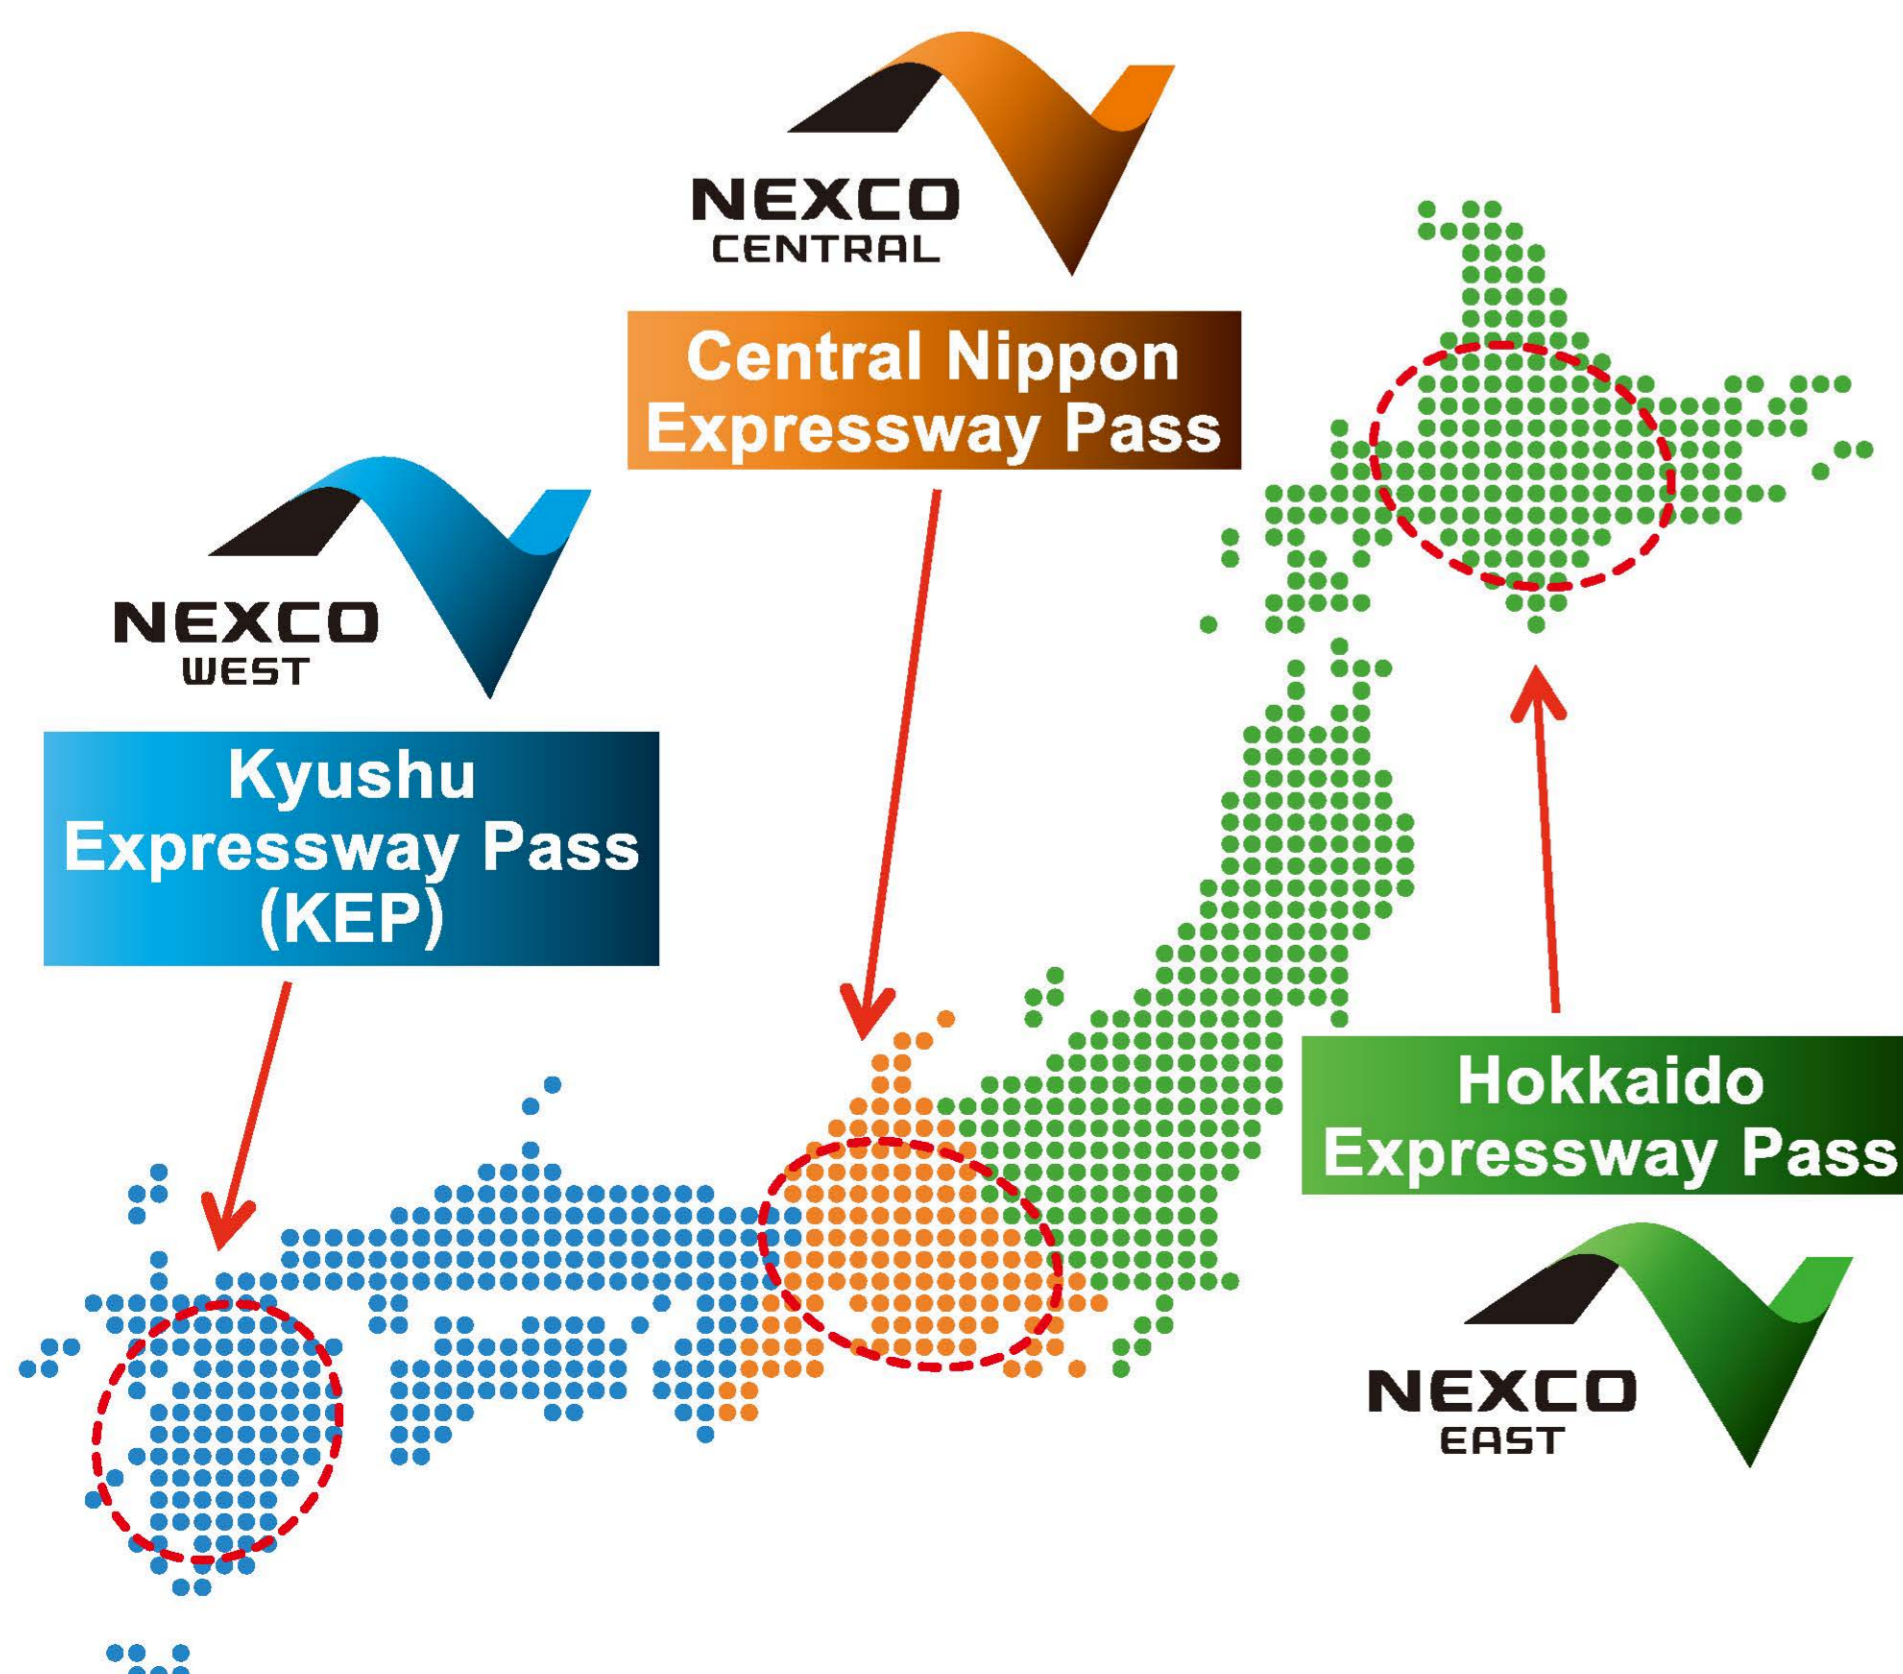 NEXCO
CENTRAL
Central Nippon
Expressway Pass
NEXCO
WEST
Kyushu
Expressway Pass
(KEP)
Hokkaido
Expressway Pass
NEXCO
EAST